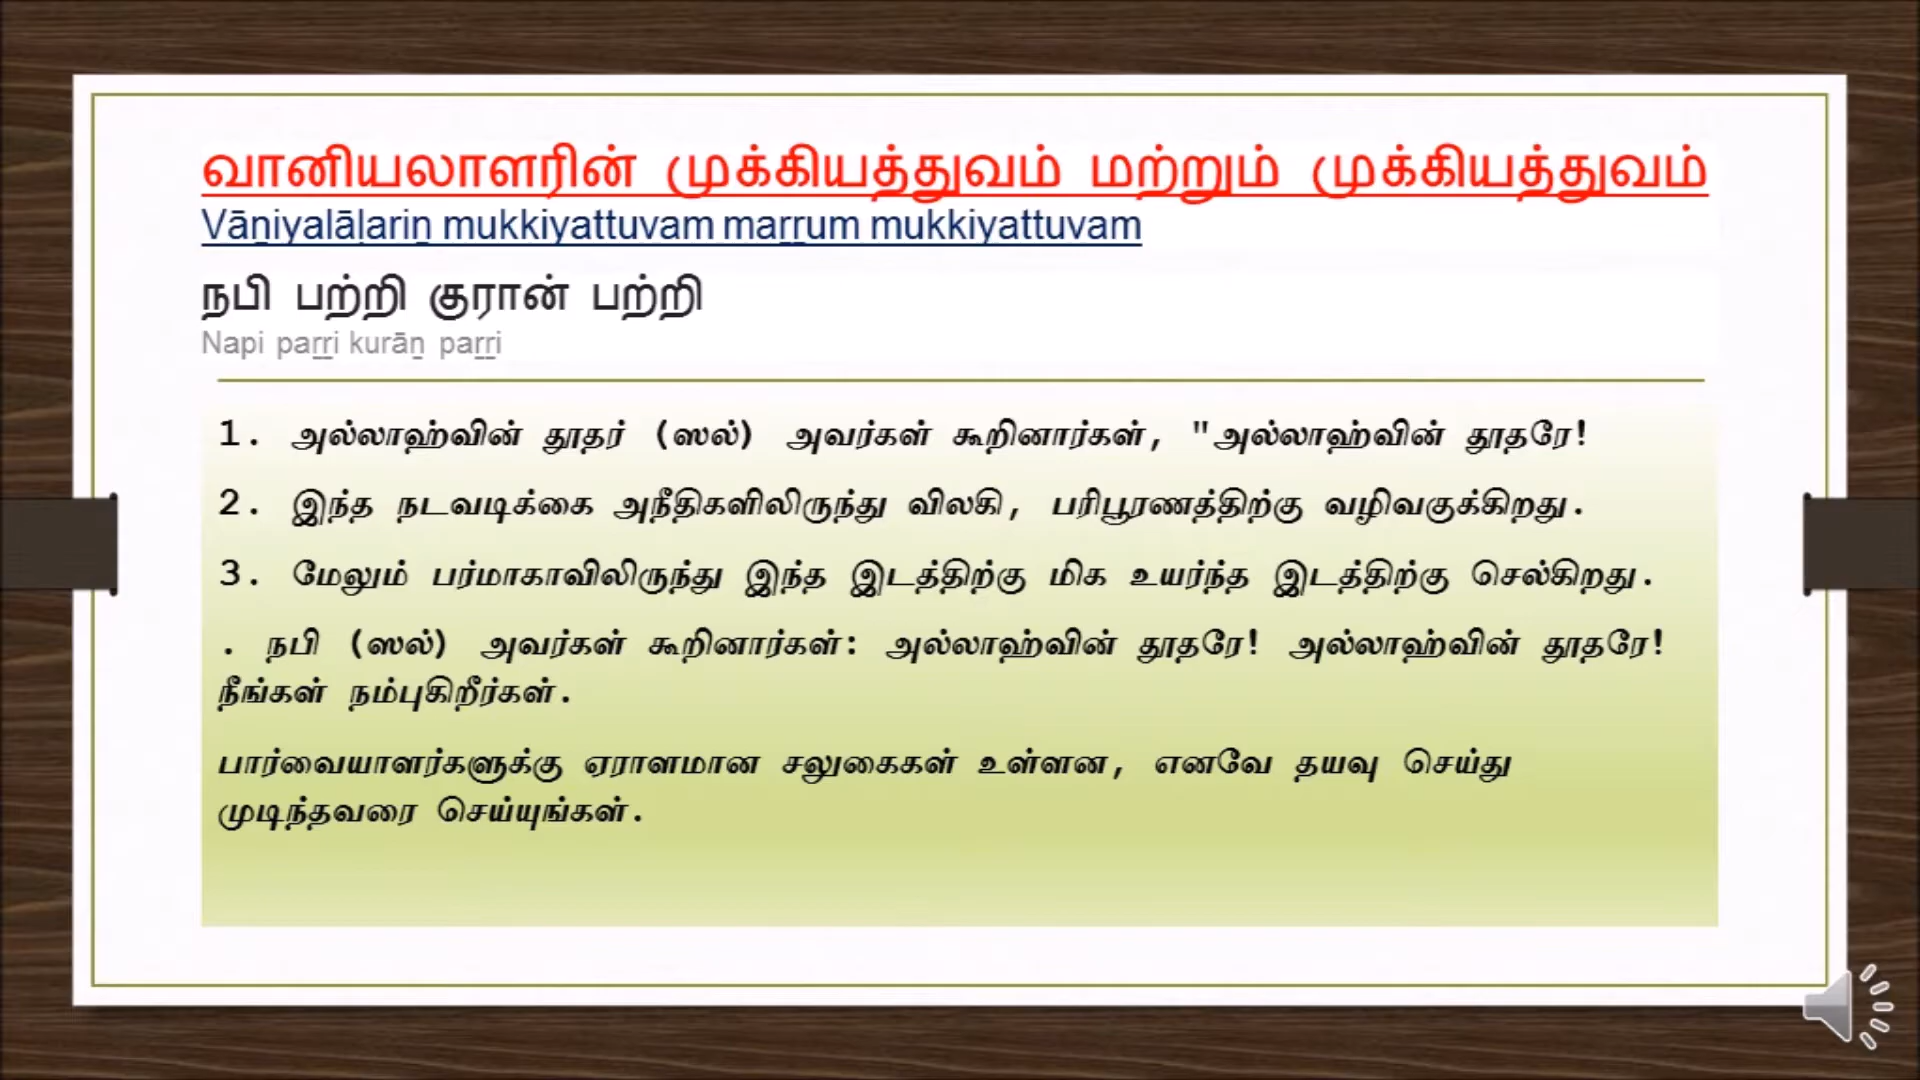 வானியலாளரின் முக்கியத்துவம் மற்றும் முக்கியத்துவம்
Vāṉiyalāḷariṉ mukkiyattuvam maṟṟum mukkiyattuvam
நபி பற்றி குரான் பற்றி
Napi paṟṟi kurāṉ paṟṟi
1. அல்லாஹ்வின் தூதர் (ஸல்) அவர்கள் கூறினார்கள், "அல்லாஹ்வின் தூதரே!
2. இந்த நடவடிக்கை அநீதிகளிலிருந்து விலகி, பரிபூரணத்திற்கு வழிவகுக்கிறது.
3. மேலும் பர்மாகாவிலிருந்து இந்த இடத்திற்கு மிக உயர்ந்த இடத்திற்கு செல்கிறது.
. நபி (ஸல்) அவர்கள் கூறினார்கள்: அல்லாஹ்வின் தூதரே! அல்லாஹ்வின் தூதரே!
நீங்கள் நம்புகிறீர்கள்.
பார்வையாளர்களுக்கு ஏராளமான சலுகைகள் உள்ளன, எனவே தயவு செய்து
முடிந்தவரை செய்யுங்கள்.